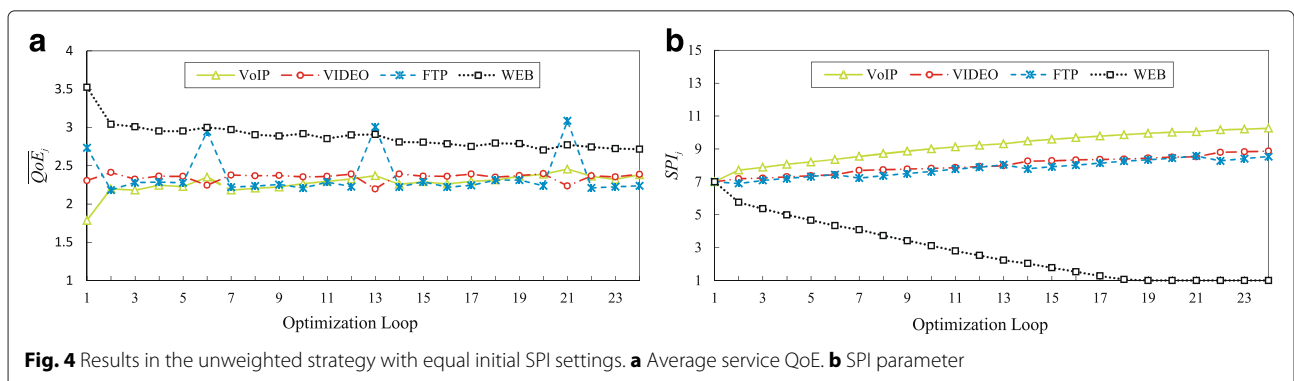 a
4
3.5
3
2.5
2
1.5
1
QoE_j
VoIP VIDEO FTP WEB
1 3 5 7 9 11 13 15 17 19 21 23
Optimization Loop
b
15
13
11
9
7
5
3
1
SPI_j
VoIP VIDEO FTP WEB
1 3 5 7 9 11 13 15 17 19 21 23
Optimization Loop
Fig. 4 Results in the unweighted strategy with equal initial SPI settings. a Average service QoE. b SPI parameter